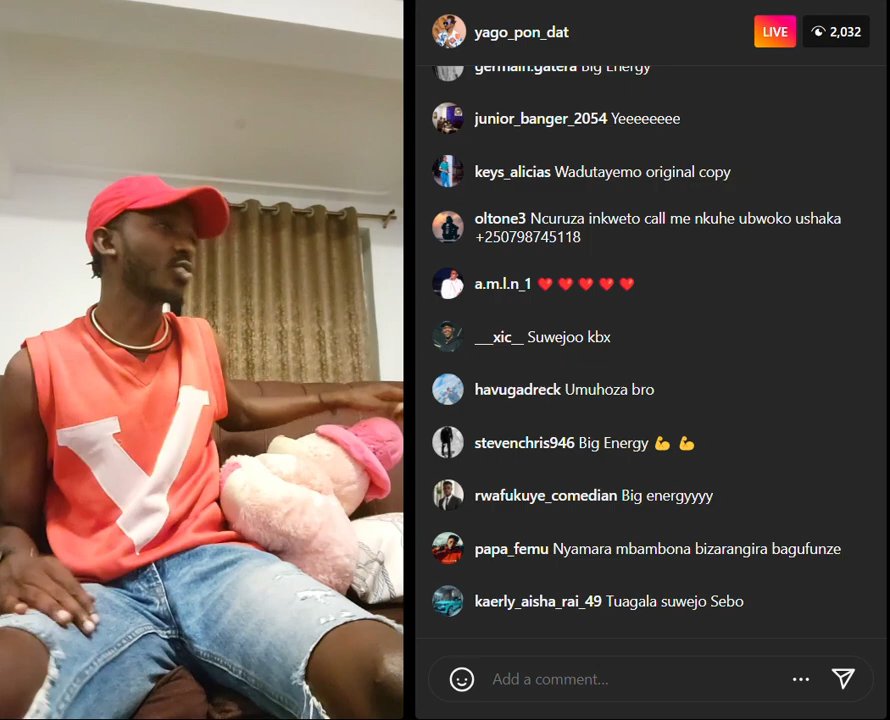 yago_pon_dat
LIVE
2,032
germain.gatera Big Energy
junior_banger_2054 Yeeeeeeee
keys_alicias Wadutayemo original copy
oltone3 Ncuruza inkweto call me nkuhe ubwoko ushaka
+250798745118
a.m.l.n_1 ❤️ ❤️ ❤️ ❤️ ❤️
___xic__ Suwejoo kbx
havugadreck Umuhoza bro
stevenchris946 Big Energy 💪 💪
rwafukuye_comedian Big energyyyy
papa_femu Nyamara mbambona bizarangira bagufunze
kaerly_aisha_rai_49 Tuagala suwejo Sebo
Add a comment...
V